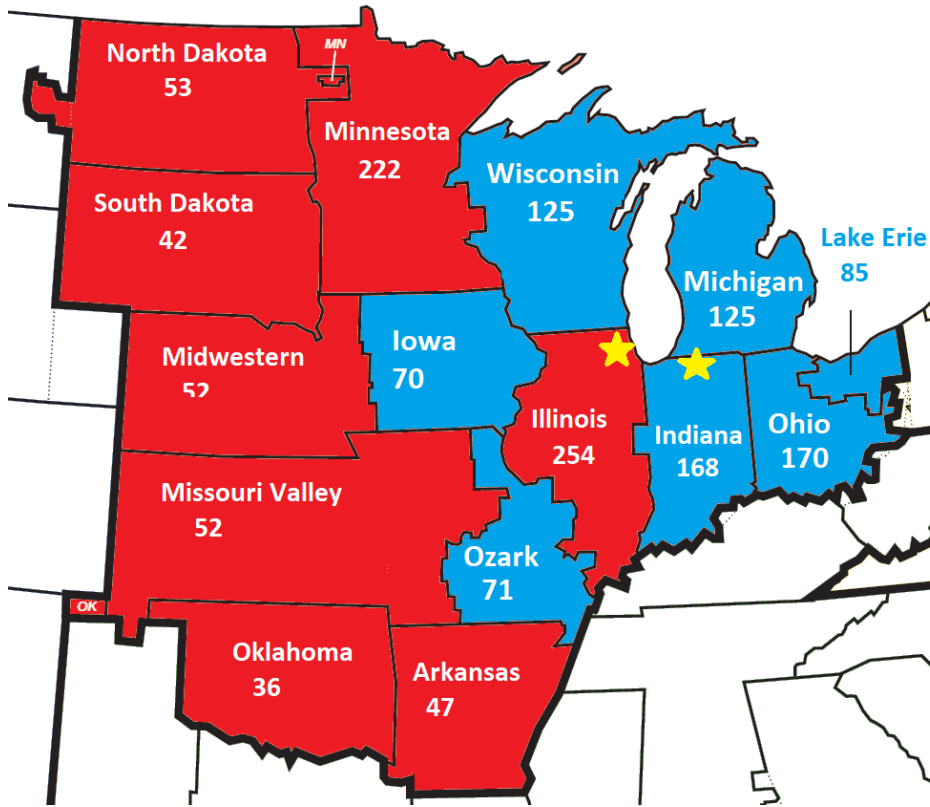 North Dakota
53
MN
Minnesota
222
South Dakota
42
Wisconsin
125
Lake Erie
85
Michigan
125
Midwestern
52
Iowa
70
Illinois
254
Indiana
168
Ohio
170
Missouri Valley
52
Ozark
71
OK
Oklahoma
36
Arkansas
47